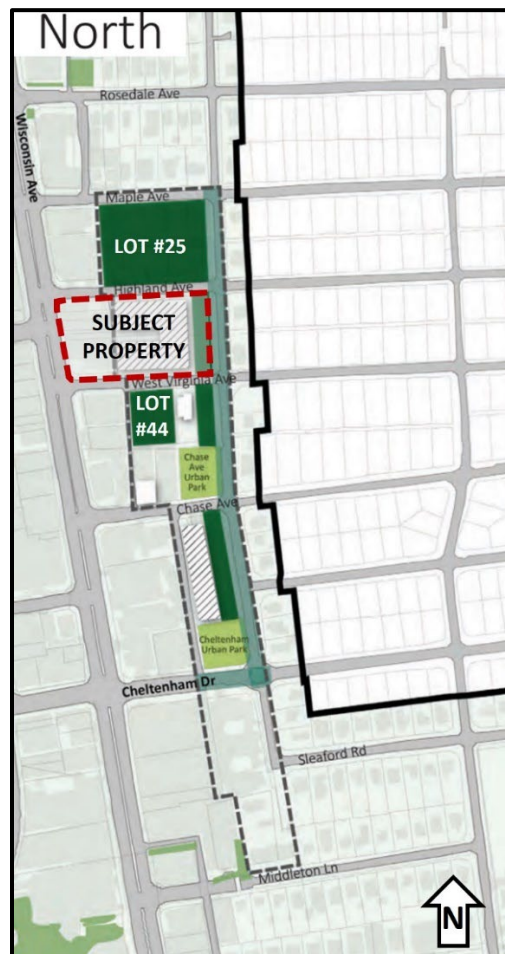 North
Rosedale Ave
Wisconsin Ave
Maple Ave
LOT #25
Highland Ave
SUBJECT
PROPERTY
West Virginia Ave
LOT
#44
Chase
Ave
Urban
Park
Chase Ave
Cheltenham
Urban Park
Cheltenham Dr
Sleaford Rd
Middleton Ln
N